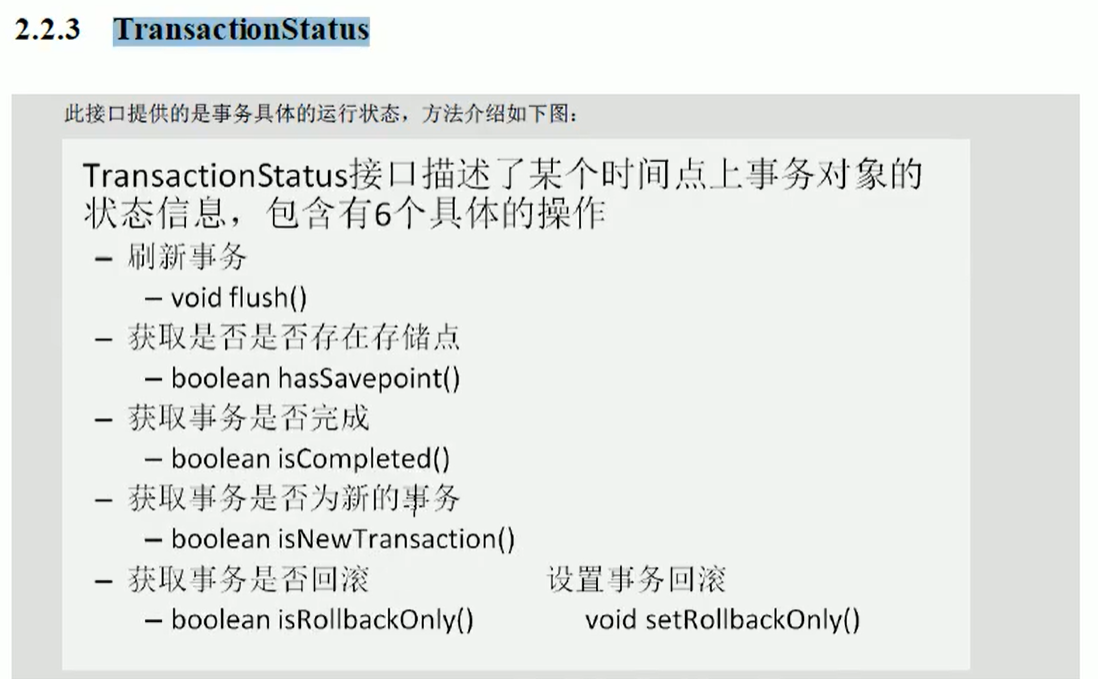 2.2.3 TransactionStatus
此接口提供的是事务具体的运行状态，方法介绍如下图：
TransactionStatus接口描述了某个时间点上事务对象的
状态信息，包含有6个具体的操作
– 刷新事务
– void flush()
– 获取是否是否存在存储点
– boolean hasSavepoint()
– 获取事务是否完成
– boolean isCompleted()
– 获取事务是否为新的事务
– boolean isNewTransaction()
– 获取事务是否回滚 设置事务回滚
– boolean isRollbackOnly() void setRollbackOnly()